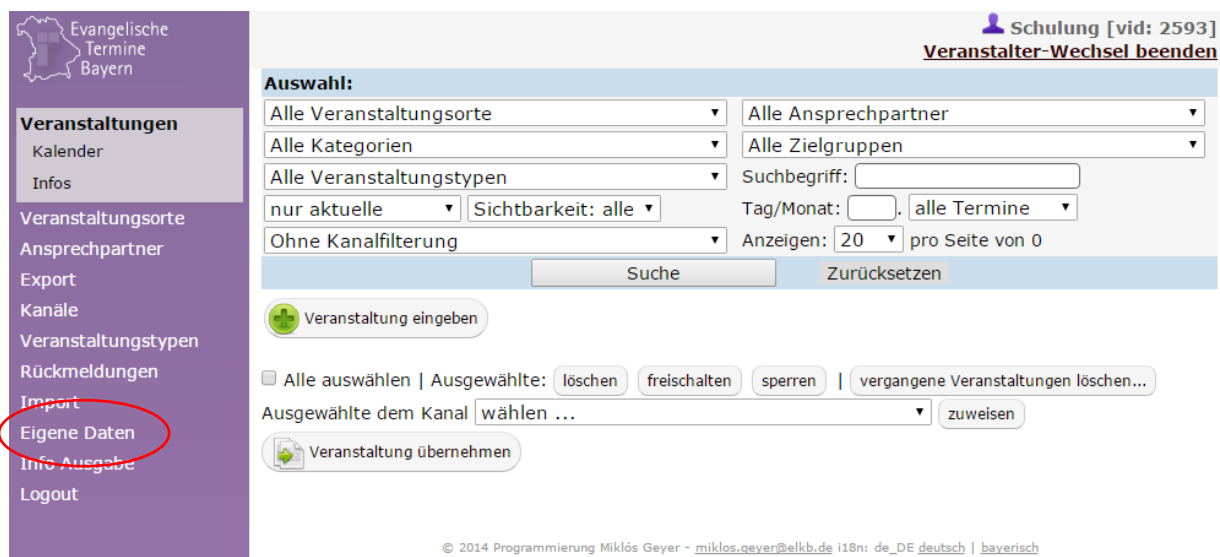 Evangelische
Termine
Bayern
Veranstaltungen
Kalender
Infos
Veranstaltungsorte
Ansprechpartner
Export
Kanäle
Veranstaltungstypen
Rückmeldungen
Import
Eigene Daten
Info Ausgabe
Logout
Schulung [vid: 2593]
Veranstalter-Wechsel beenden
Auswahl:
Alle Veranstaltungsorte Alle Ansprechpartner
Alle Kategorien Alle Zielgruppen
Alle Veranstaltungstypen Suchbegriff:
nur aktuelle Sichtbarkeit: alle Tag/Monat: . alle Termine
Ohne Kanalfilterung Anzeigen: 20 pro Seite von 0
Suche Zurücksetzen
Veranstaltung eingeben
Alle auswählen | Ausgewählte: löschen freischalten sperren | vergangene Veranstaltungen löschen...
Ausgewählte dem Kanal wählen ... zuweisen
Veranstaltung übernehmen
© 2014 Programmierung Miklós Geyer - miklos.geyer@elkb.de i18n: de_DE deutsch | bayerisch